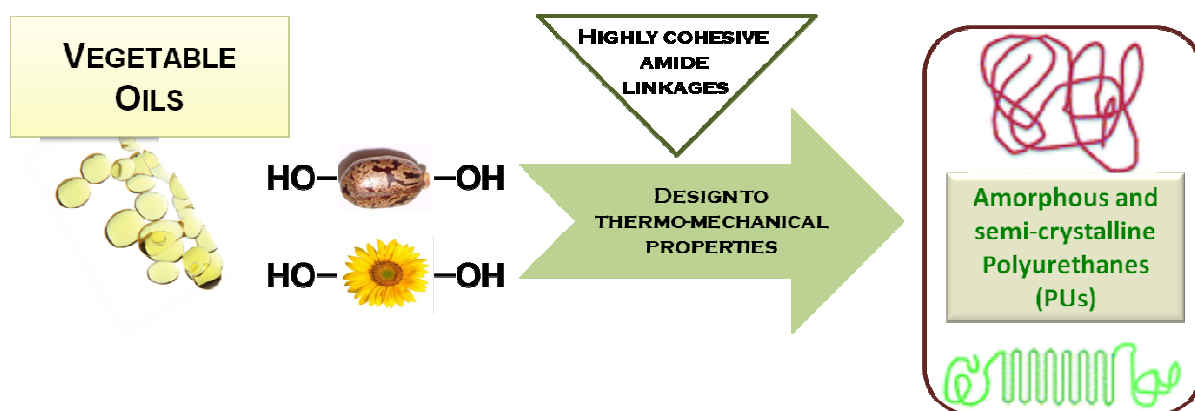 VEGETABLE
OILS
HO
OH
HO
OH
HIGHLY COHESIVE
AMIDE
LINKAGES
DESIGN TO
THERMO-MECHANICAL
PROPERTIES
Amorphous and
semi-crystalline
Polyurethanes
(PUs)